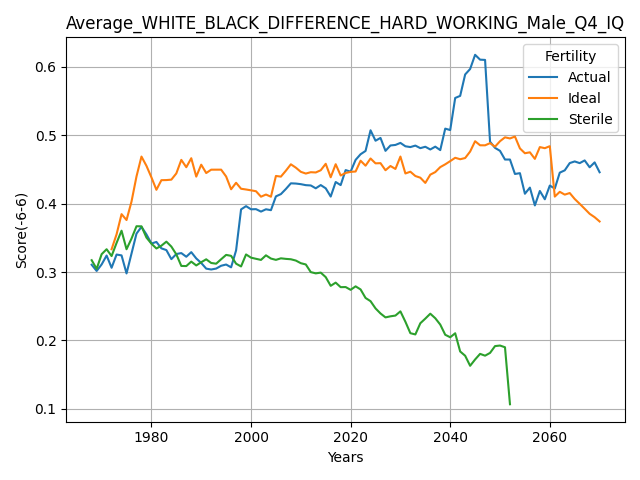 Average_WHITE_BLACK_DIFFERENCE_HARD_WORKING_Male_Q4_IQ
Fertility
Actual
Ideal
Sterile
Score(-6-6)
0.6
0.5
0.4
0.3
0.2
0.1
1980 2000 2020 2040 2060
Years